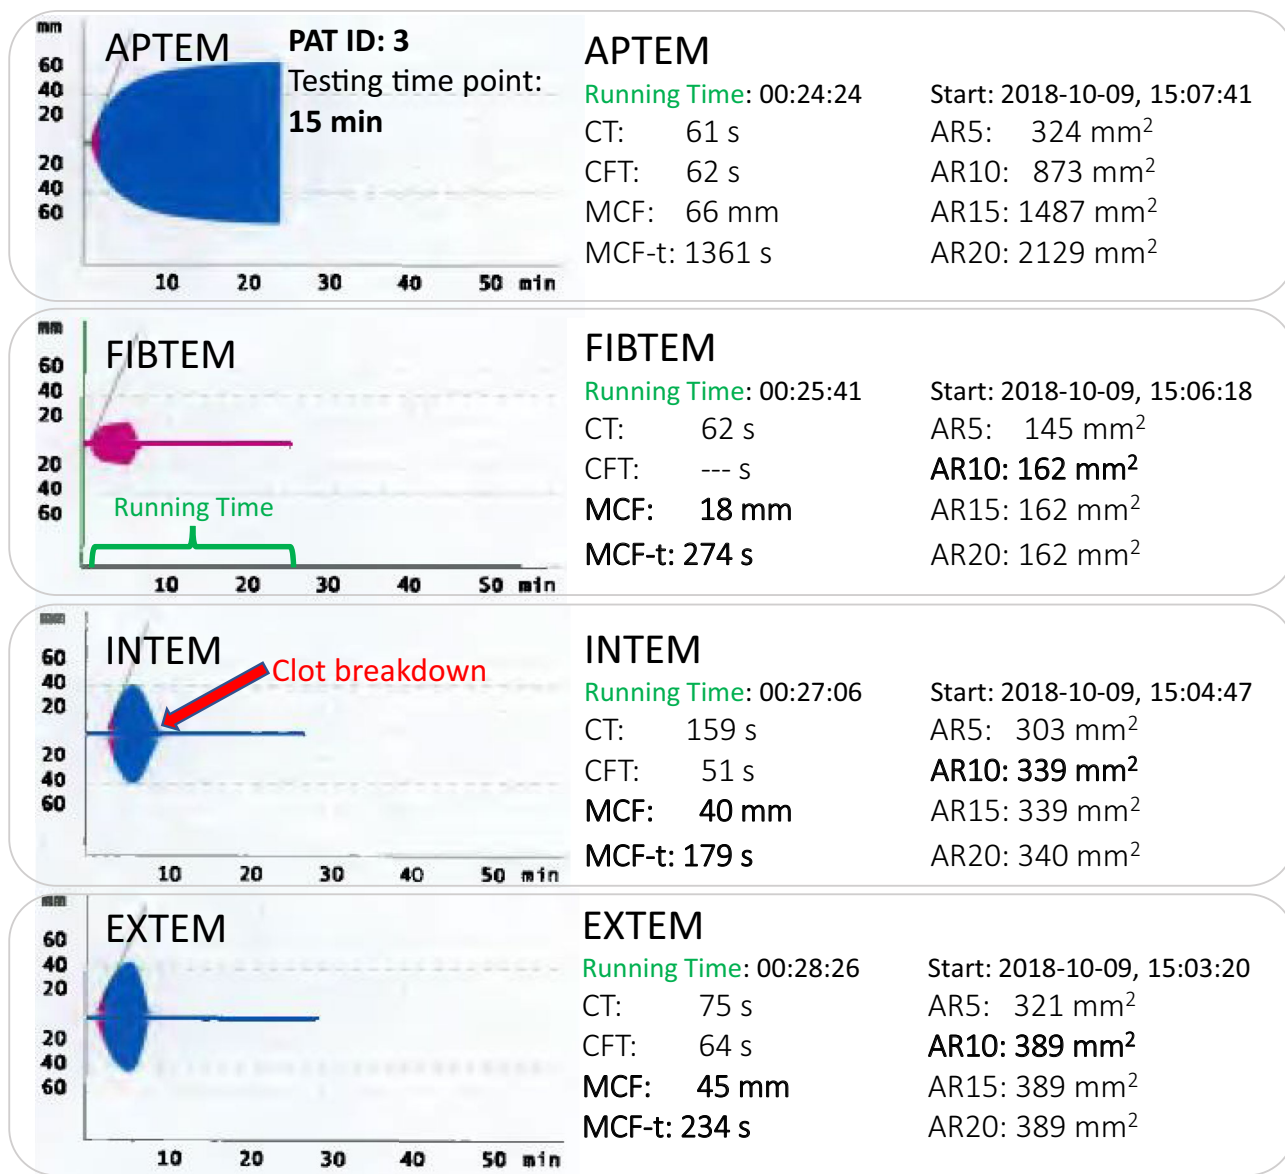 mm
60
40
20
20
40
60
APTEM
PAT ID: 3
Testing time point:
15 min
10 20 30 40 50 min
APTEM
Running Time: 00:24:24 Start: 2018-10-09, 15:07:41
CT: 61 s AR5: 324 mm²
CFT: 62 s AR10: 873 mm²
MCF: 66 mm AR15: 1487 mm²
MCF-t: 1361 s AR20: 2129 mm²
mm
60
40
20
20
40
60
FIBTEM
Running Time
10 20 30 40 50 min
FIBTEM
Running Time: 00:25:41 Start: 2018-10-09, 15:06:18
CT: 62 s AR5: 145 mm²
CFT: --- s AR10: 162 mm²
MCF: 18 mm AR15: 162 mm²
MCF-t: 274 s AR20: 162 mm²
mm
60
40
20
20
40
60
INTEM
Clot breakdown
10 20 30 40 50 min
INTEM
Running Time: 00:27:06 Start: 2018-10-09, 15:04:47
CT: 159 s AR5: 303 mm²
CFT: 51 s AR10: 339 mm²
MCF: 40 mm AR15: 339 mm²
MCF-t: 179 s AR20: 340 mm²
mm
60
40
20
20
40
60
EXTEM
10 20 30 40 50 min
EXTEM
Running Time: 00:28:26 Start: 2018-10-09, 15:03:20
CT: 75 s AR5: 321 mm²
CFT: 64 s AR10: 389 mm²
MCF: 45 mm AR15: 389 mm²
MCF-t: 234 s AR20: 389 mm²